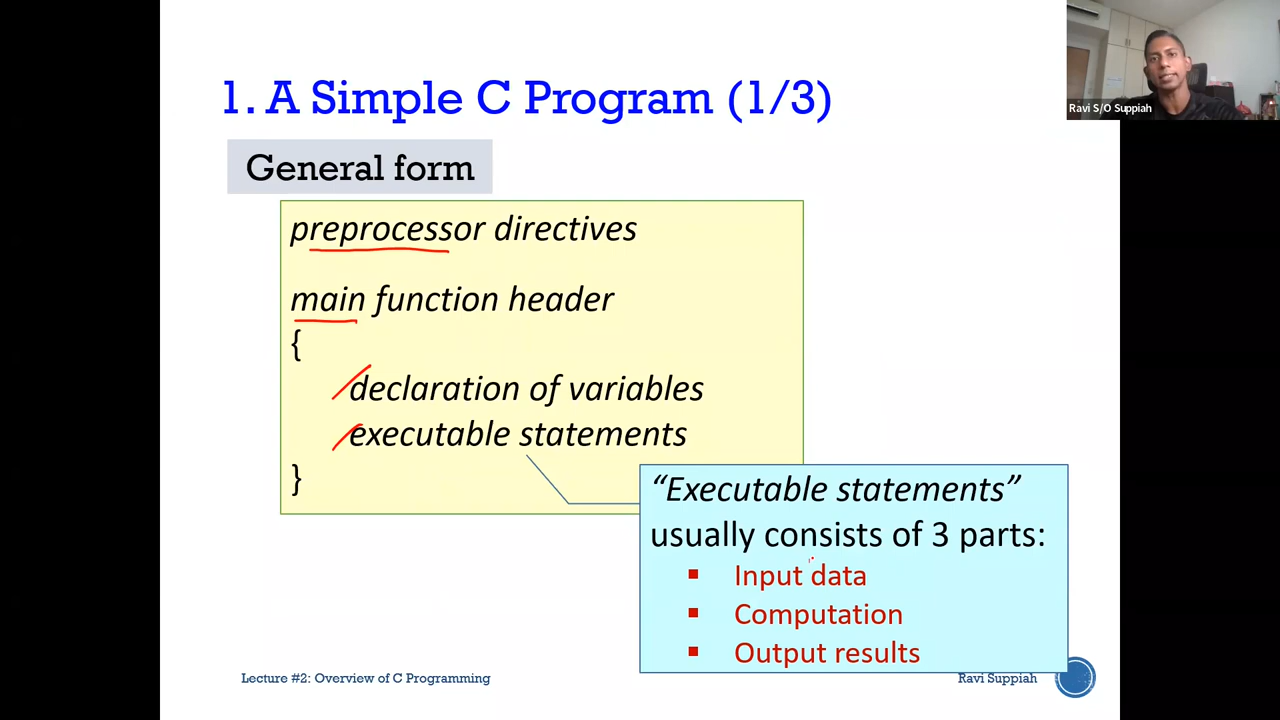 1. A Simple C Program (1/3)
Ravi S/O Suppiah
General form
preprocessor directives
main function header
{
declaration of variables
executable statements
}
“Executable statements”
usually consists of 3 parts:
▪ Input data
▪ Computation
▪ Output results
Lecture #2: Overview of C Programming
Ravi Suppiah